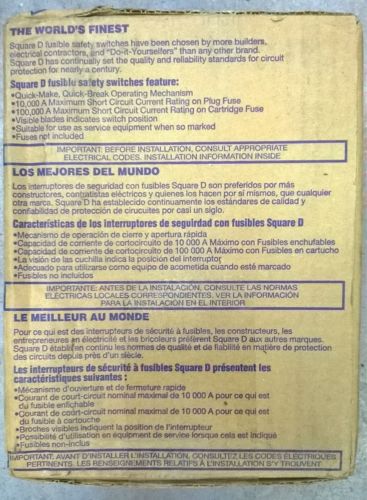 THE WORLD'S FINEST
Square D fusible safety switches have been chosen by more builders,
electrical contractors, and "Do-it-Yourselfers" than any other brand.
Square D has continually set the quality and reliability standards for circuit
protection for nearly a century.
Square D fusible safety switches feature:
•Quick-Make, Quick-Break Operating Mechanism
•10,000 A Maximum Short Circuit Current Rating on Plug Fuse
•100,000 A Maximum Short Circuit Current Rating on Cartridge Fuse
•Visible blades indicates switch position
•Suitable for use as service equipment when so marked
•Fuses not included
IMPORTANT: BEFORE INSTALLATION, CONSULT APPROPRIATE
ELECTRICAL CODES. INSTALLATION INFORMATION INSIDE
LOS MEJORES DEL MUNDO
Los interruptores de seguridad con fusibles Square D son preferidos por más
constructores, contratistas eléctricos y quienes los hacen por sí mismos, que cualquier
otra marca. Square D ha establecido continuamente los estándares de calidad y
confiabilidad de protección de cirucuites por casi un siglo.
Características de los interruptores de seguirdad con fusibles Square D
•Mecanismo de operación de cierre y apertura rápida
•Capacidad de corriente de cortocircuito de 10 000 A Máximo con Fusibles enchufables
•Capacidad de corriente de cortocircuito de 100 000 A Máximo con Fusibles en cartucho
•La visión de las cuchilla indica la posición del interruptor
•Adecuado para utilizarse como equipo de acometida cuando esté marcado
•Fusibles no incluidos
IMPORTANTE: ANTES DE LA INSTALACIÓN, CONSULTE LAS NORMAS
ELÉCTRICAS LOCALES CORRESPONDIENTES. VER LA INFORMACIÓN
PARA LA INSTALACIÓN EN EL INTERIOR
LE MEILLEUR AU MONDE
Pour ce qui est des interrupteurs de sécurité à fusibles, les constructeurs, les
entrepreneures an électricité et les bricoleurs préfèrent Square D aux autres marques.
Square D établit en continu les normes de qualité et de fiabilité en matière de protection
des circuits depuis près d'un siècle.
Les interrupteurs de sécurité à fusibles Square D présentent les
caractéristiques suivantes :
•Mécanisme d'ouverture et de fermeture rapide
•Courant de court-circuit nominal maximal de 10 000 A pour ce qui est
du fusible enfichable
•Courant de court-circuit nominal maximal de 100 000 A pour ce qui est
du fusible à cartouche
•Broches visibles indiquent la position de l'interrupteur
•Possibilité d'utilisation en équipment de service lorsque cela est indiqué
•Fusibles non-inclus
IMPORTANT: AVANT D'INSTALLER L'INSTALLATION, CONSULTEZ LES CODES ÉLECTRIQUES
PERTINENTS. LES RENSEIGNEMENTS RELATIFS À L'INSTALLATION S'Y TROUVENT